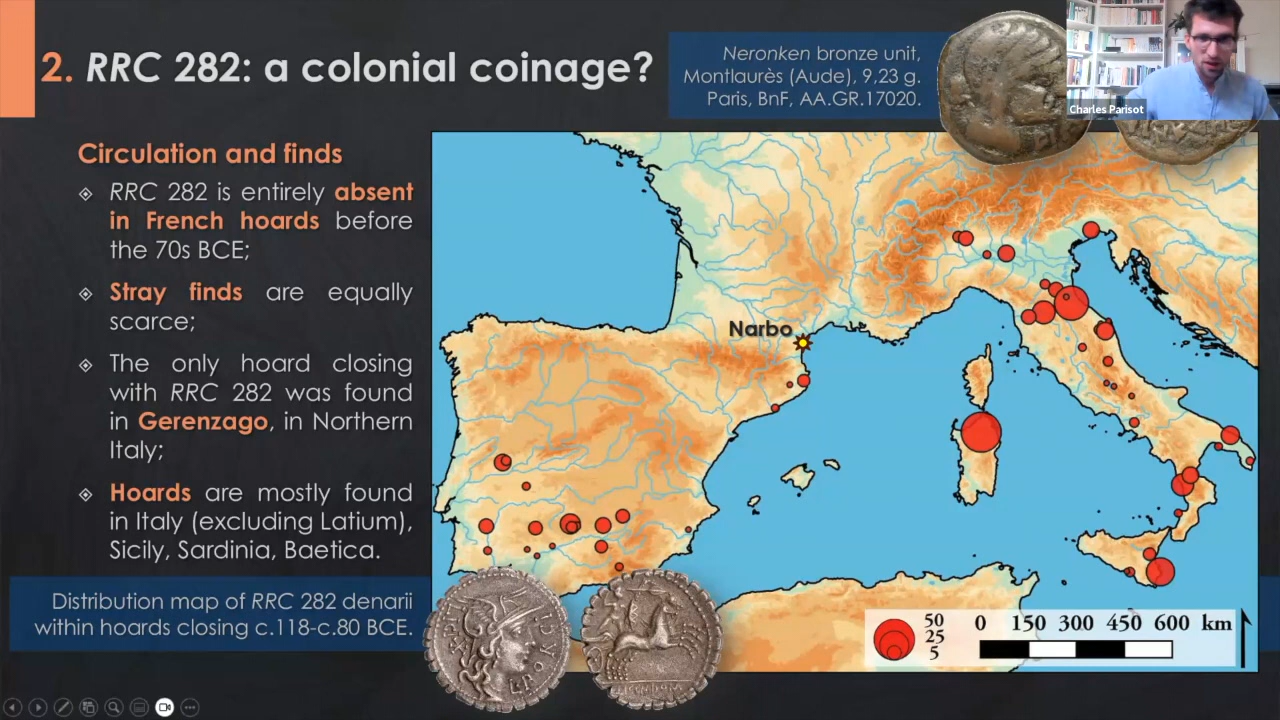 2. RRC 282: a colonial coinage?
Neronken bronze unit,
Montlaurès (Aude), 9,23 g.
Paris, BnF, AA.GR.17020.
Charles Parisot
Circulation and finds
RRC 282 is entirely absent
in French hoards before
the 70s BCE;
Stray finds are equally
scarce;
The only hoard closing
with RRC 282 was found
in Gerenzago, in Northern
Italy;
Hoards are mostly found
in Italy (excluding Latium),
Sicily, Sardinia, Baetica.
Distribution map of RRC 282 denarii
within hoards closing c.118-c.80 BCE.
Narbo
50
25
5
0 150 300 450 600 km